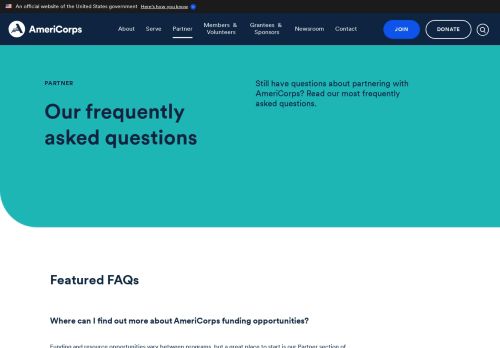 An official website of the United States government Here's how you know
AmeriCorps
About
Serve
Partner
Members &
Volunteers
Grantees &
Sponsors
Newsroom
Contact
JOIN
DONATE
PARTNER
Our frequently
asked questions
Still have questions about partnering with
AmeriCorps? Read our most frequently
asked questions.
Featured FAQs
Where can I find out more about AmeriCorps funding opportunities?
Funding and resource opportunities vary between programs, but a great place to start is our Partner section of